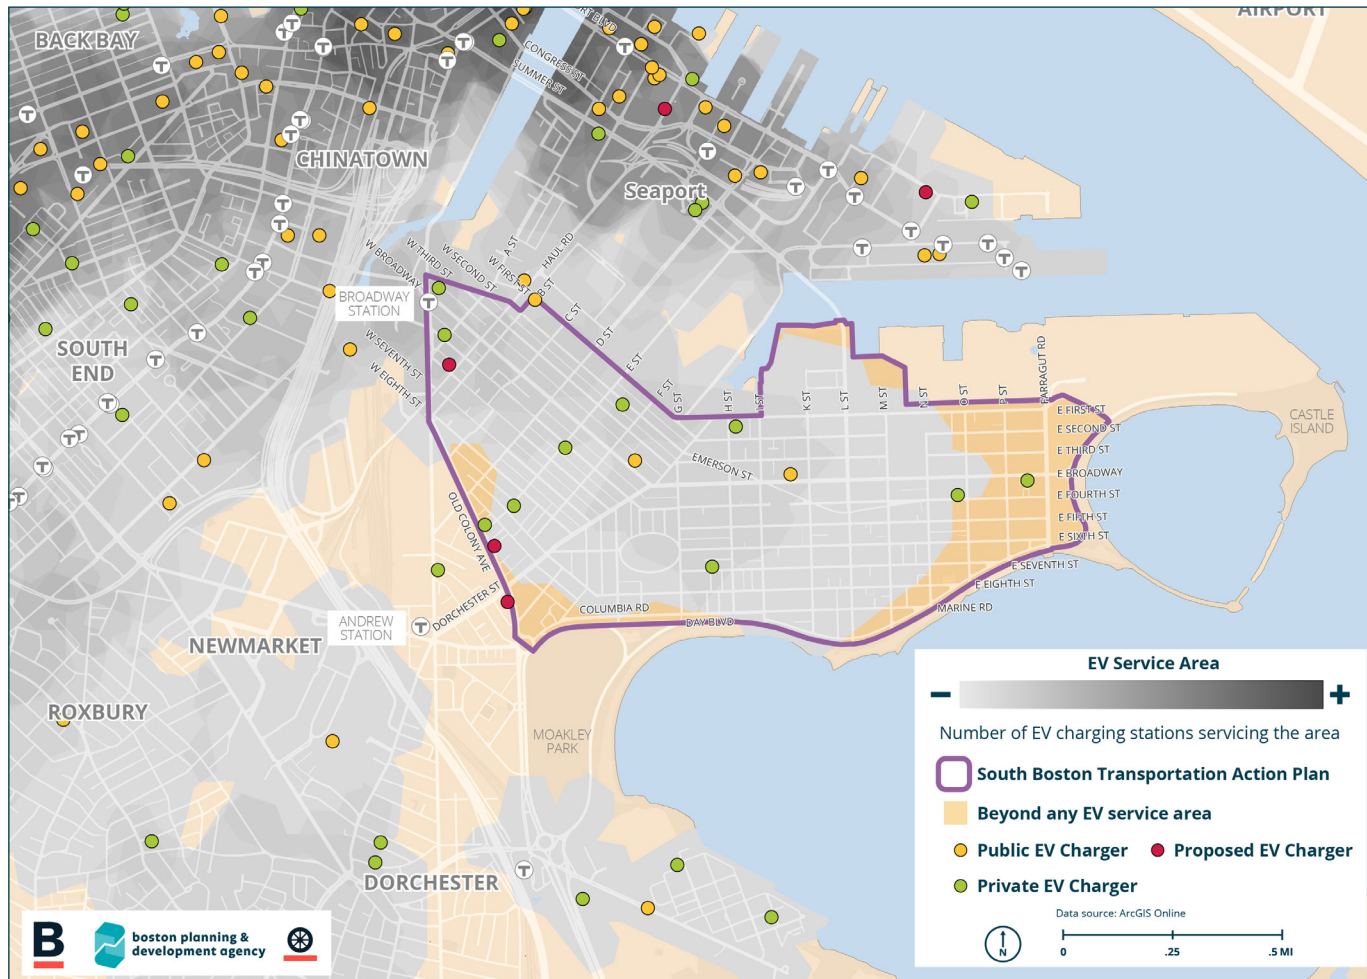 AIRPORT
BACK BAY
CONGRESS ST
SUMMER ST
CHINATOWN
Seaport
A ST
HAUL RD
W BROADWAY
W THIRD ST
W SECOND ST
W FIRST ST
B ST
BROADWAY
STATION
C ST
D ST
E ST
F ST
G ST
H ST
I ST
K ST
L ST
M ST
N ST
O ST
P ST
FARRAGUT RD
W SEVENTH ST
W EIGHTH ST
SOUTH
END
E FIRST ST
E SECOND ST
E THIRD ST
E BROADWAY
E FOURTH ST
E FIFTH ST
E SIXTH ST
E SEVENTH ST
E EIGHTH ST
MARINE RD
CASTLE
ISLAND
EMERSON ST
OLD COLONY AVE
DORCHESTER ST
COLUMBIA RD
DAY BLVD
ANDREW
STATION
NEWMARKET
ROXBURY
MOAKLEY
PARK
DORCHESTER
EV Service Area
− +
Number of EV charging stations servicing the area
South Boston Transportation Action Plan
Beyond any EV service area
Public EV Charger
Proposed EV Charger
Private EV Charger
Data source: ArcGIS Online
N
0 .25 .5 MI
B
boston planning &
development agency